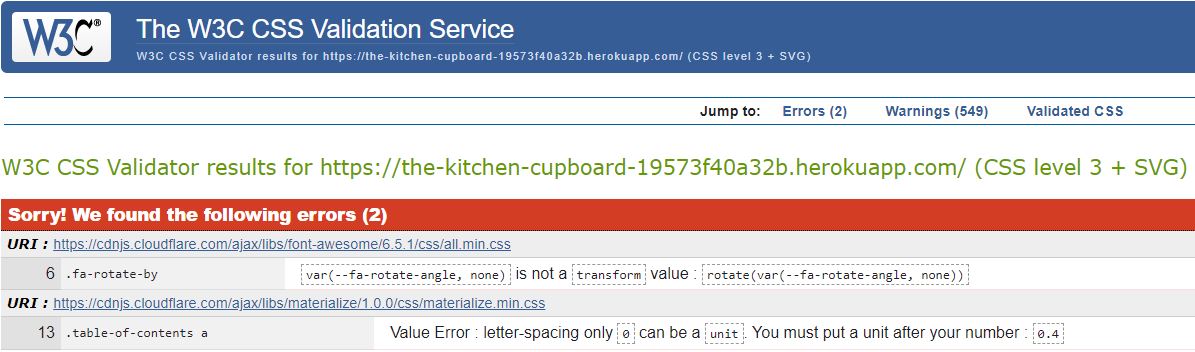 W3C® The W3C CSS Validation Service
W3C CSS Validator results for https://the-kitchen-cupboard-19573f40a32b.herokuapp.com/ (CSS level 3 + SVG)
Jump to: Errors (2) Warnings (549) Validated CSS
W3C CSS Validator results for https://the-kitchen-cupboard-19573f40a32b.herokuapp.com/ (CSS level 3 + SVG)
Sorry! We found the following errors (2)
URI : https://cdnjs.cloudflare.com/ajax/libs/font-awesome/6.5.1/css/all.min.css
6 .fa-rotate-by var(--fa-rotate-angle, none) is not a transform value : rotate(var(--fa-rotate-angle, none))
URI : https://cdnjs.cloudflare.com/ajax/libs/materialize/1.0.0/css/materialize.min.css
13 .table-of-contents a Value Error : letter-spacing only 0 can be a unit. You must put a unit after your number : 0.4